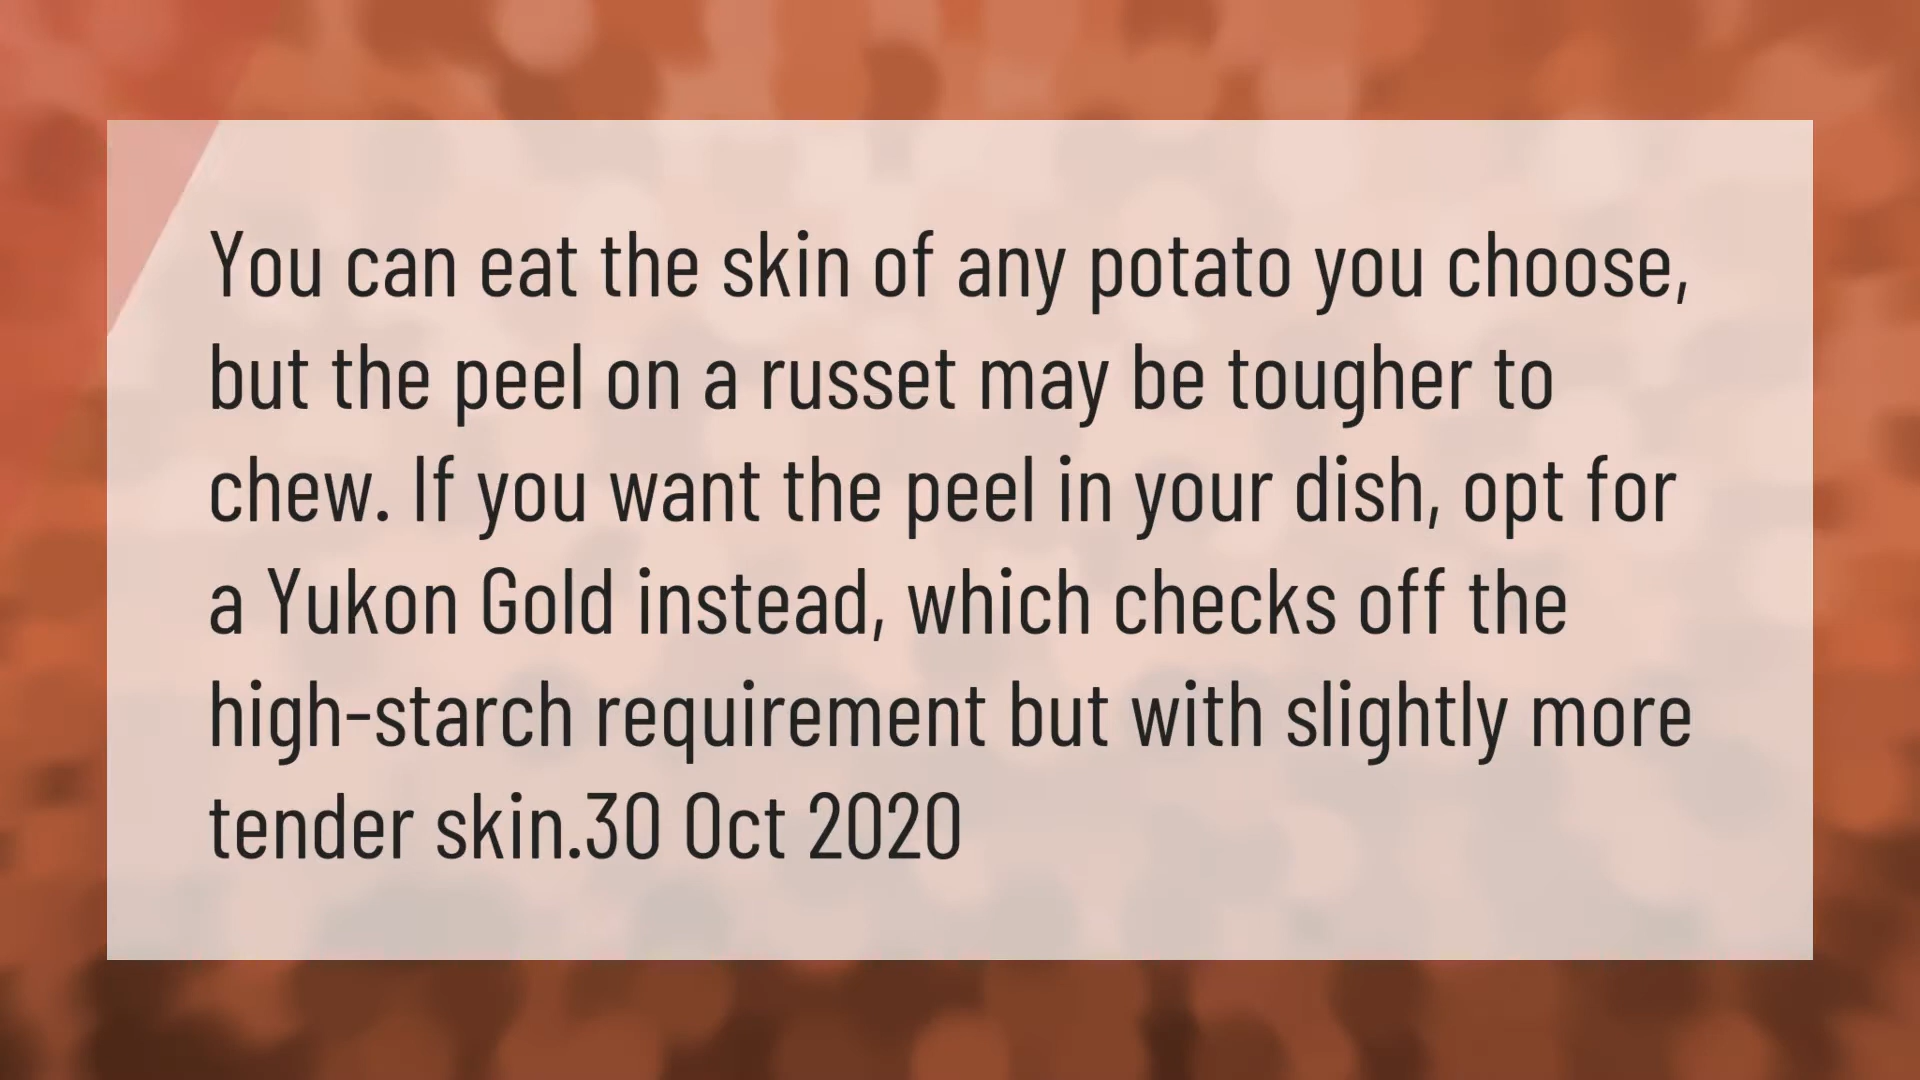 You can eat the skin of any potato you choose,
but the peel on a russet may be tougher to
chew. If you want the peel in your dish, opt for
a Yukon Gold instead, which checks off the
high-starch requirement but with slightly more
tender skin.30 Oct 2020